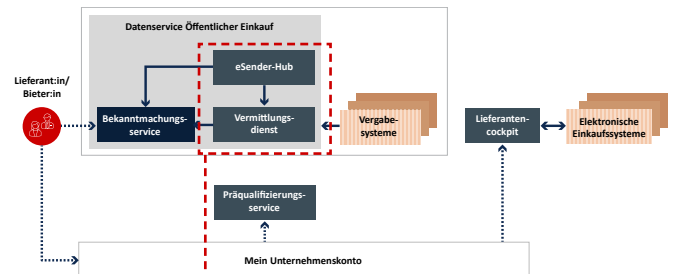 Datenservice Öffentlicher Einkauf
eSender-Hub
Lieferant:in/
Bieter:in
Bekanntmachungs-
service
Vermittlungs-
dienst
Vergabe-
systeme
Lieferanten-
cockpit
Elektronische
Einkaufssysteme
Präqualifizierungs-
service
Mein Unternehmenskonto